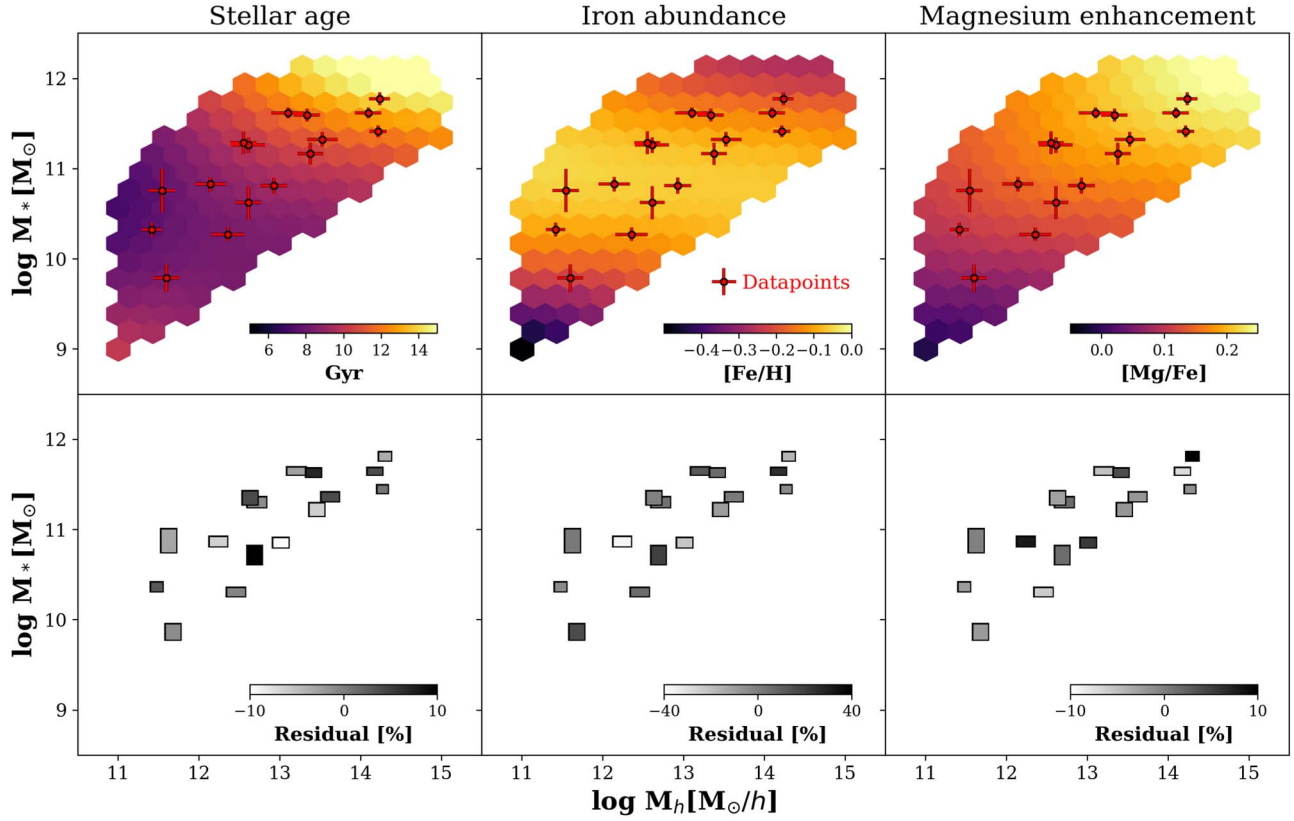 Stellar age
Iron abundance
Magnesium enhancement
log M* [M⊙]
12
11
10
9
6 8 10 12 14
Gyr
Datapoints
−0.4 −0.3 −0.2 −0.1 0.0
[Fe/H]
0.0 0.1 0.2
[Mg/Fe]
log M* [M⊙]
12
11
10
9
−10 0 10
Residual [%]
−40 0 40
Residual [%]
−10 0 10
Residual [%]
11 12 13 14 15
11 12 13 14 15
11 12 13 14 15
log Mh[M⊙/h]